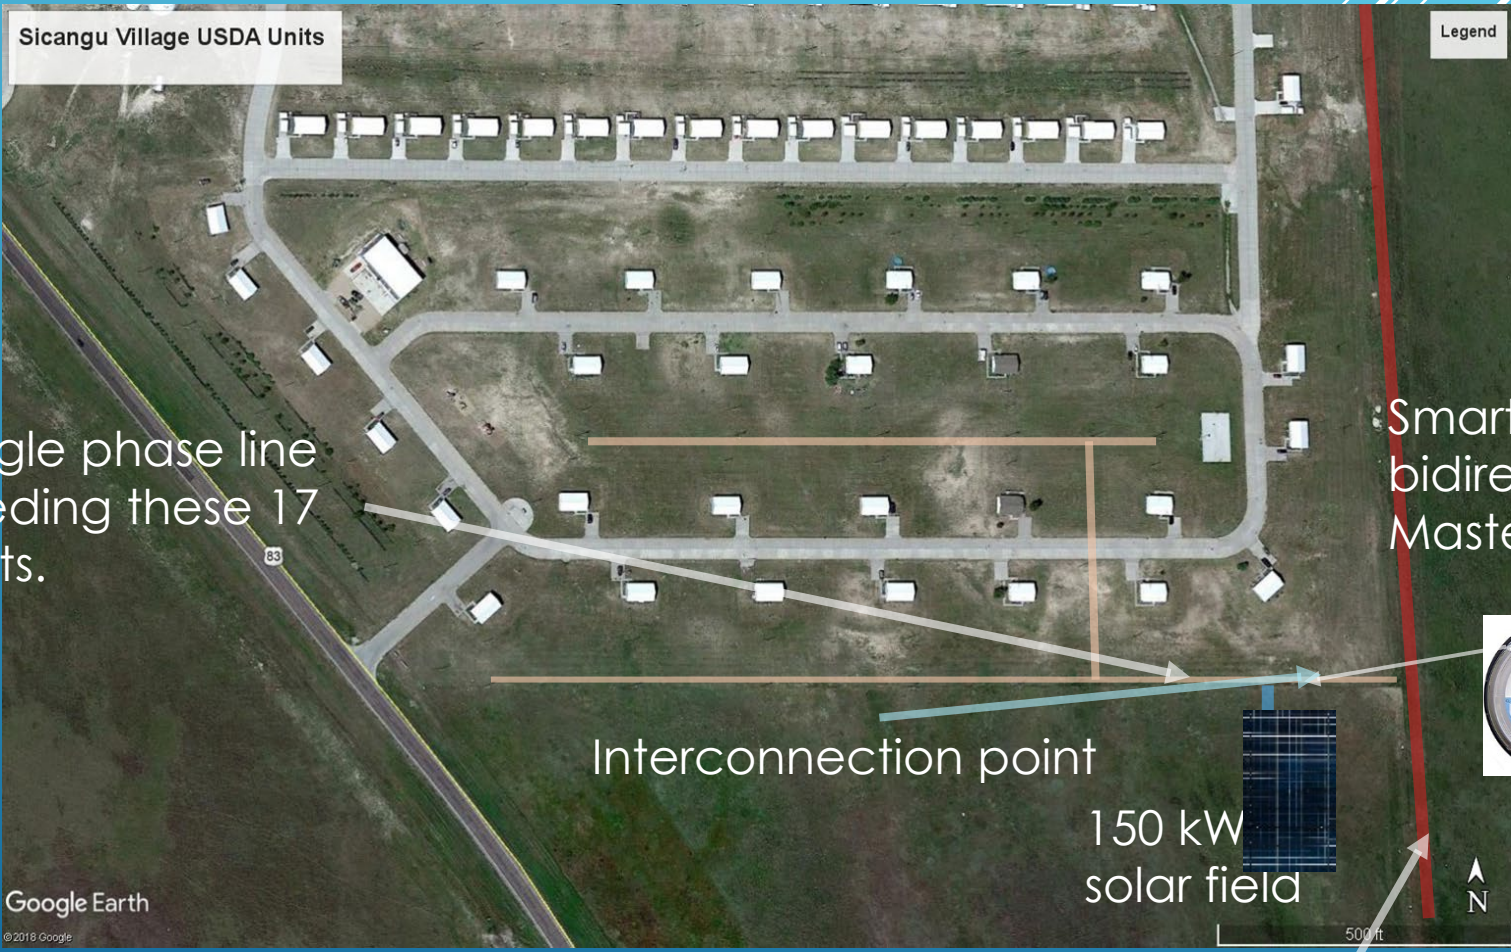 Sicangu Village USDA Units
Legend
gle phase line
eding these 17
ts.
83
Smart
bidire
Maste
Interconnection point
150 kW
solar field
N
Google Earth
©2018 Google
500 ft